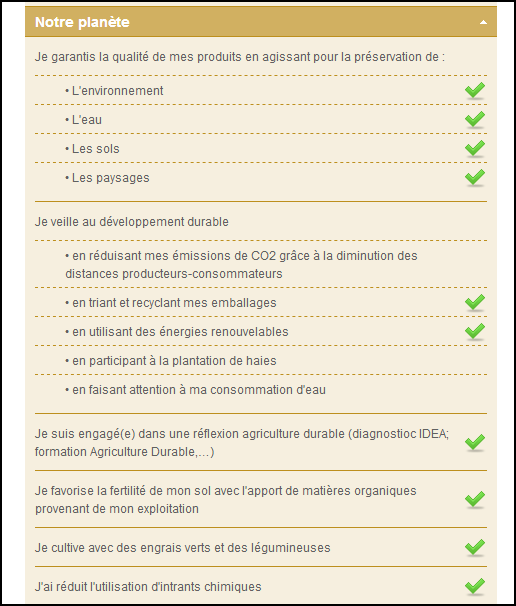 Notre planète
Je garantis la qualité de mes produits en agissant pour la préservation de :
• L'environnement
• L'eau
• Les sols
• Les paysages
Je veille au développement durable
• en réduisant mes émissions de CO2 grâce à la diminution des
distances producteurs-consommateurs
• en triant et recyclant mes emballages
• en utilisant des énergies renouvelables
• en participant à la plantation de haies
• en faisant attention à ma consommation d'eau
Je suis engagé(e) dans une réflexion agriculture durable (diagnostioc IDEA;
formation Agriculture Durable,...)
Je favorise la fertilité de mon sol avec l'apport de matières organiques
provenant de mon exploitation
Je cultive avec des engrais verts et des légumineuses
J'ai réduit l'utilisation d'intrants chimiques